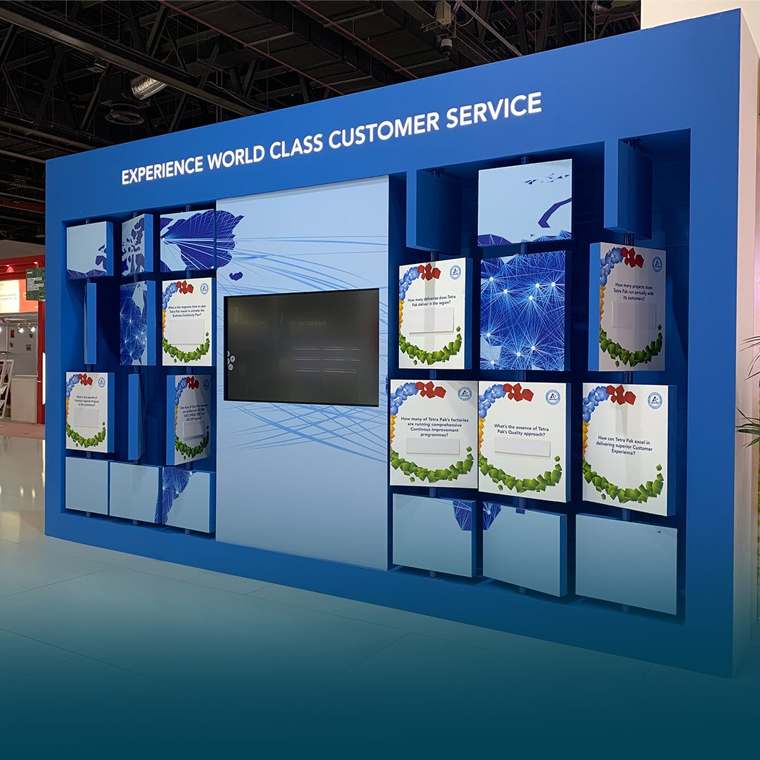 EXPERIENCE WORLD CLASS CUSTOMER SERVICE
How many deliveries does Tetra
Pak deliver in the region?
How many projects does
Tetra Pak run annually with
its customers?
How many of Tetra Pak's factories
are running comprehensive
Continous Improvement
programmes?
What's the essence of Tetra
Pak's Quality approach?
How can Tetra Pak excel in
delivering superior Customer
Experience?